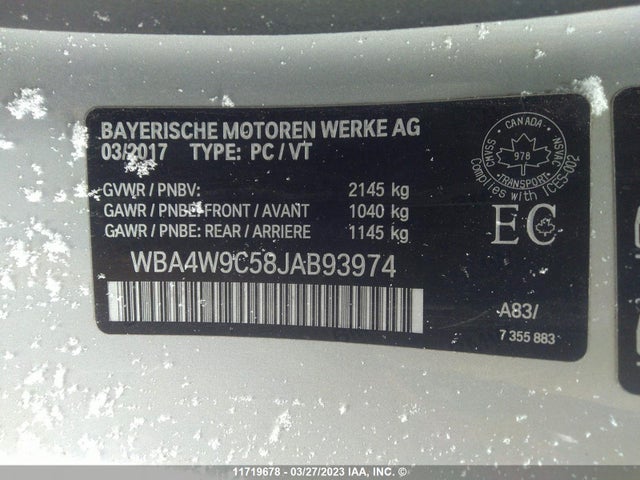 BAYERISCHE MOTOREN WERKE AG
03/2017 TYPE: PC / VT
GVWR / PNBV: 2145 kg
GAWR / PNBE: FRONT / AVANT 1040 kg
GAWR / PNBE: REAR / ARRIERE 1145 kg
WBA4W9C58JAB93974
CANADA
CMVSS
NSVAC
978
TRANSPORT
Complies with ICES-002
EC
A83/
7 355 883
11719678 - 03/27/2023 IAA, INC. ©